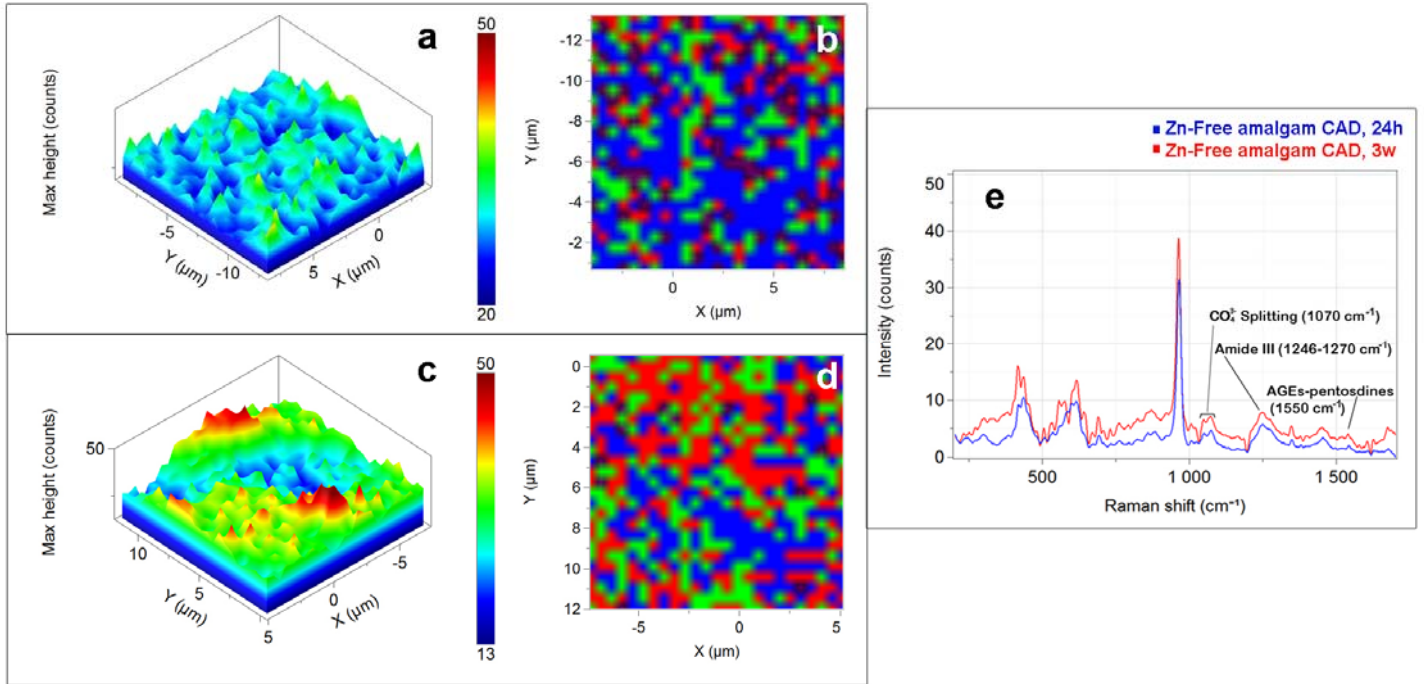 a
Max height (counts)
50
20
-5
-10
Y (µm)
0
5
X (µm)
b
-12
-10
-8
-6
-4
-2
Y (µm)
0
5
X (µm)
c
Max height (counts)
50
50
13
10
5
Y (µm)
-5
0
5
X (µm)
d
0
2
4
6
8
10
12
Y (µm)
-5
0
5
X (µm)
Zn-Free amalgam CAD, 24h
Zn-Free amalgam CAD, 3w
e
50
40
30
20
10
0
Intensity (counts)
CO₄³⁻ Splitting (1070 cm⁻¹)
Amide III (1246-1270 cm⁻¹)
AGEs-pentosdines
(1550 cm⁻¹)
500
1 000
1 500
Raman shift (cm⁻¹)